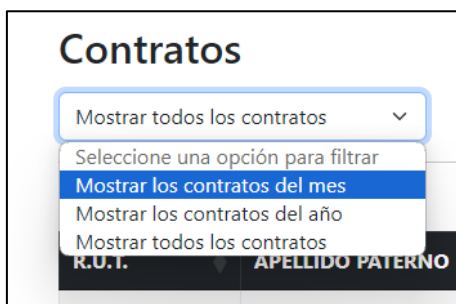 Contratos
Mostrar todos los contratos
Seleccione una opción para filtrar
Mostrar los contratos del mes
Mostrar los contratos del año
Mostrar todos los contratos
R.U.T. APELLIDO PATERNO